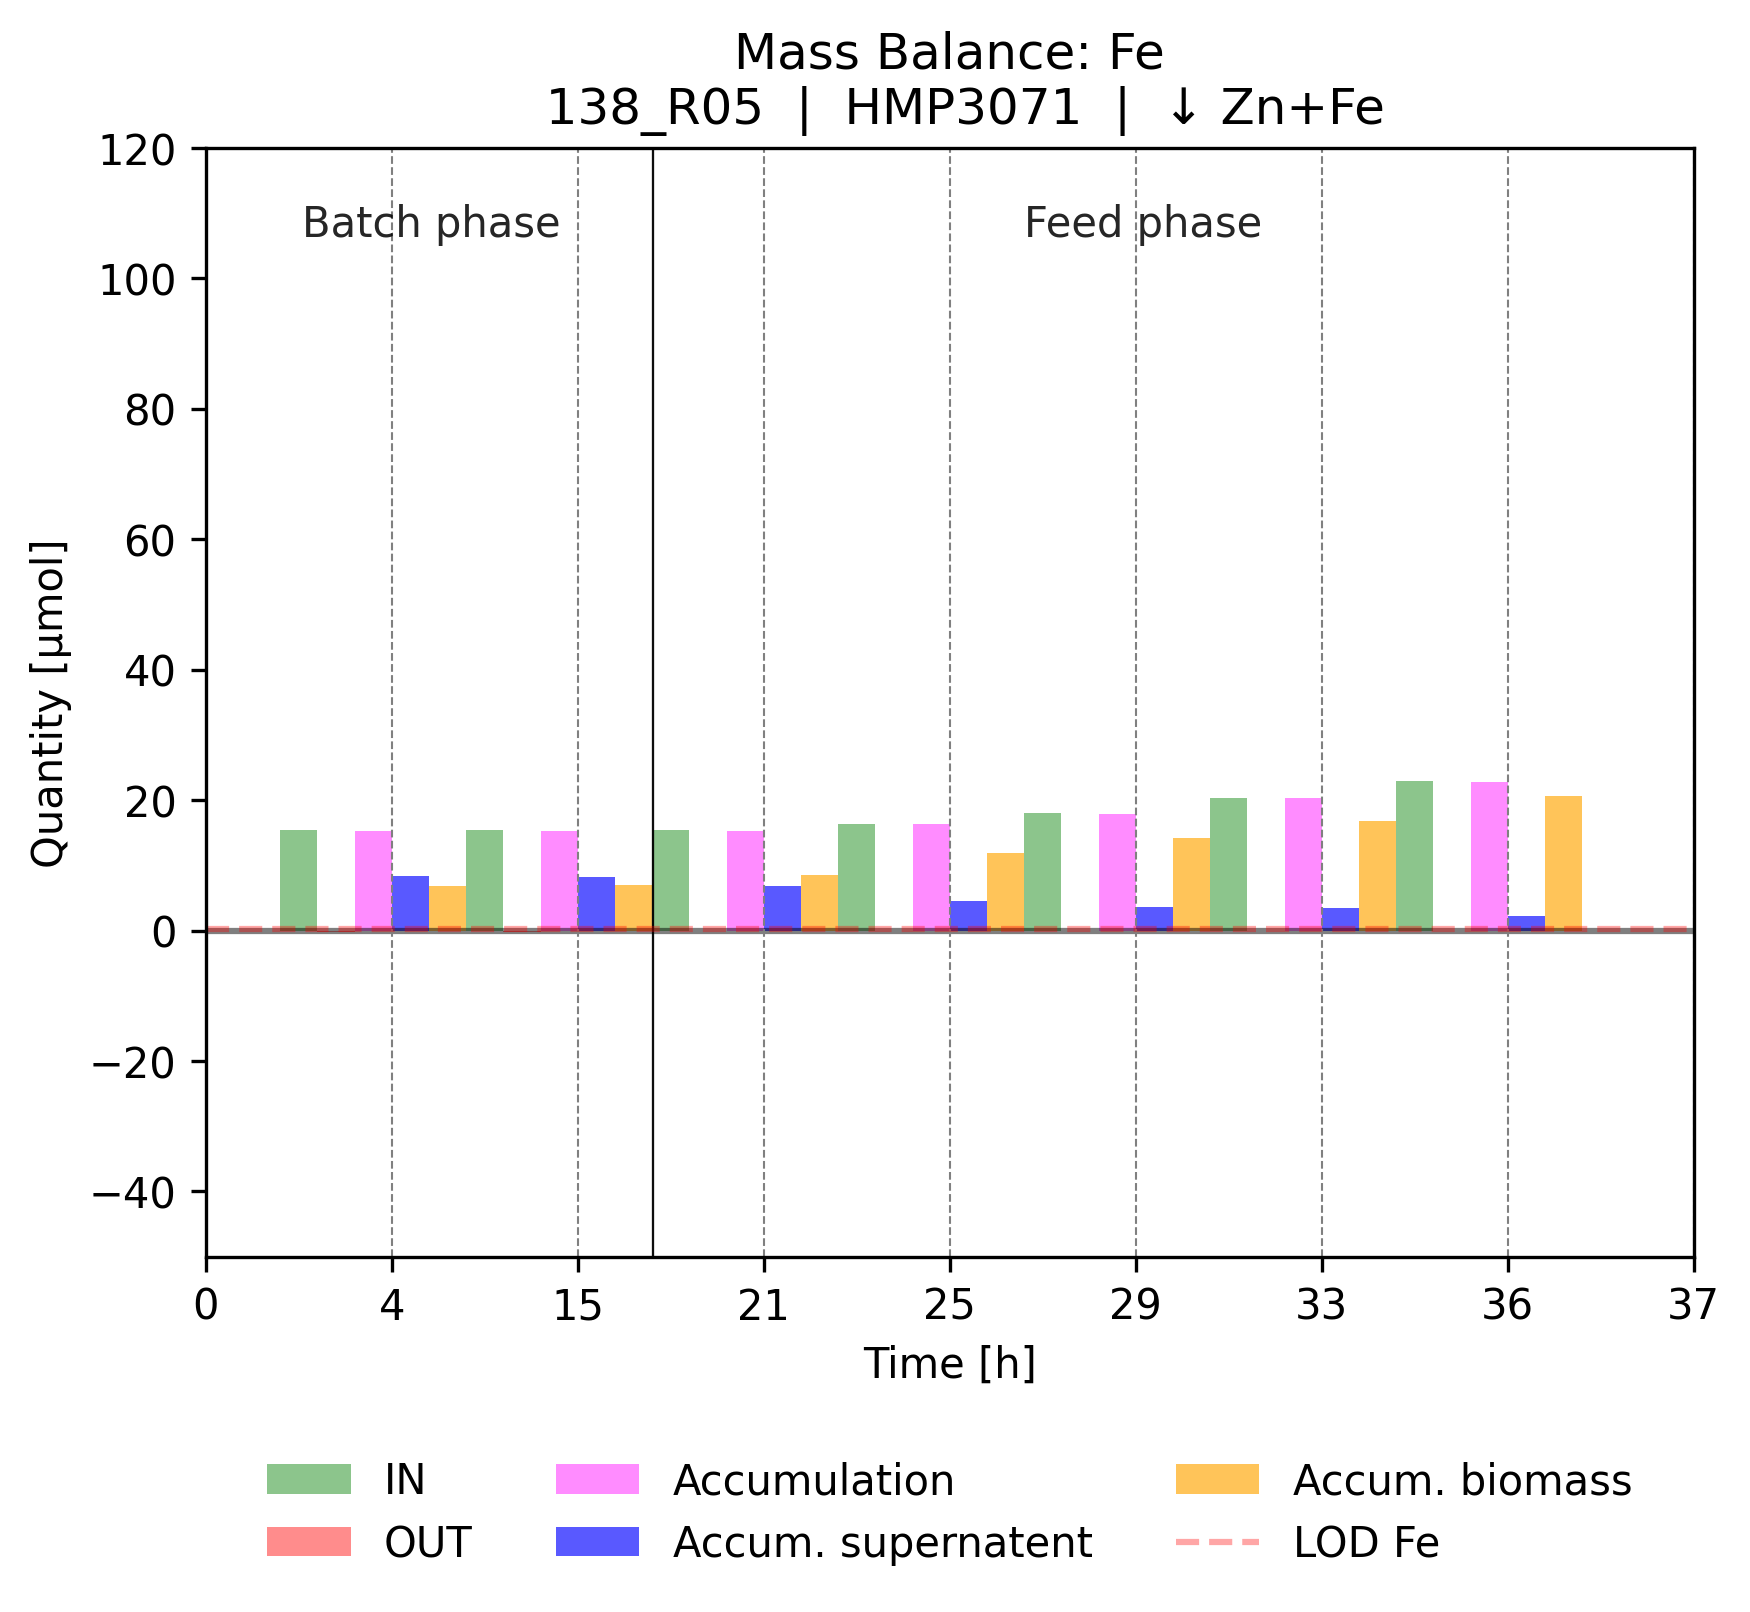 Mass Balance: Fe
138_R05 | HMP3071 | ↓ Zn+Fe
Batch phase
Feed phase
120
100
80
60
40
20
0
−20
−40
Quantity [µmol]
0 4 15 21 25 29 33 36 37
Time [h]
IN
OUT
Accumulation
Accum. supernatent
Accum. biomass
LOD Fe